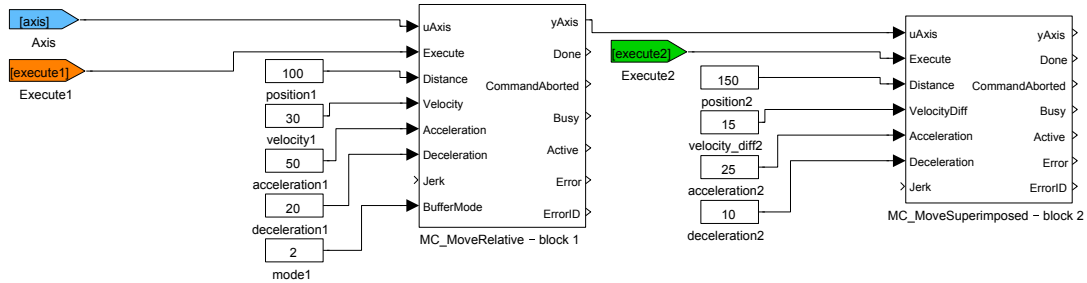 [axis]
Axis
[execute1]
Execute1
100
position1
30
velocity1
50
acceleration1
20
deceleration1
2
mode1
uAxis
Execute
Distance
Velocity
Acceleration
Deceleration
Jerk
BufferMode
yAxis
Done
CommandAborted
Busy
Active
Error
ErrorID
MC_MoveRelative − block 1
[execute2]
Execute2
150
position2
15
velocity_diff2
25
acceleration2
10
deceleration2
uAxis
Execute
Distance
VelocityDiff
Acceleration
Deceleration
Jerk
yAxis
Done
CommandAborted
Busy
Active
Error
ErrorID
MC_MoveSuperimposed − block 2